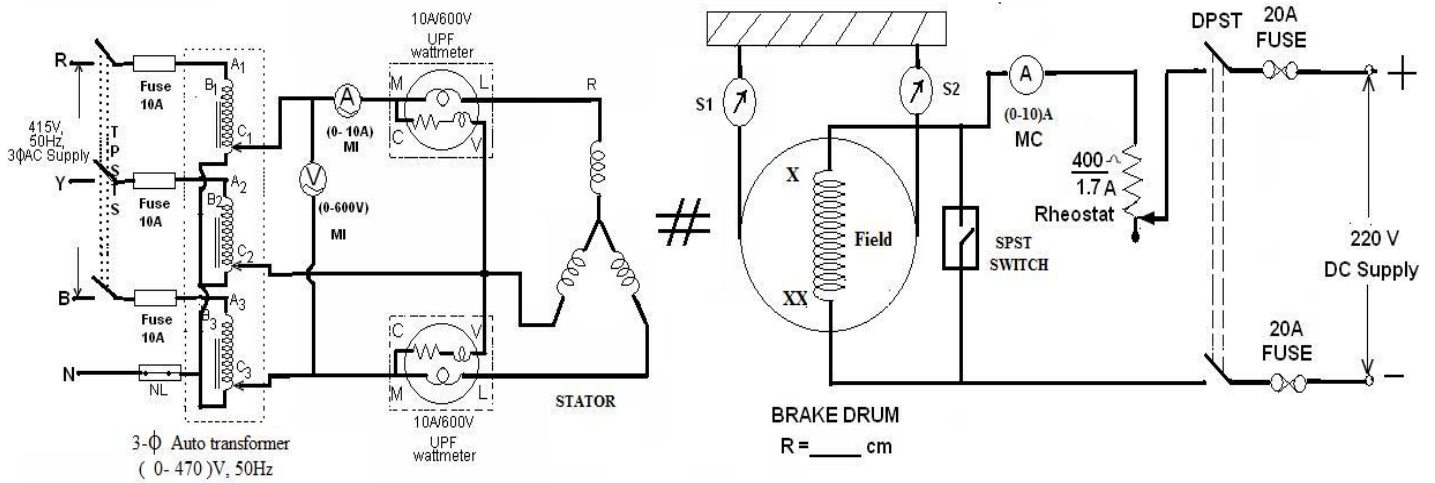 R
Fuse
10A
A1
B1
C1
415V,
50Hz,
3ϕAC Supply
T
P
S
S
Y
Fuse
10A
A2
B2
C2
B
Fuse
10A
A3
B3
C3
N
NL
3-ϕ Auto transformer
( 0- 470 )V, 50Hz
A
(0- 10A)
MI
V
(0-600V)
MI
10A/600V
UPF
wattmeter
M
L
C
V
R
C
V
M
L
10A/600V
UPF
wattmeter
STATOR
S1
S2
X
Field
XX
BRAKE DRUM
R =_____ cm
SPST
SWITCH
A
(0-10)A
MC
400 Ω
1.7 A
Rheostat
DPST
20A
FUSE
+
220 V
DC Supply
20A
FUSE
−